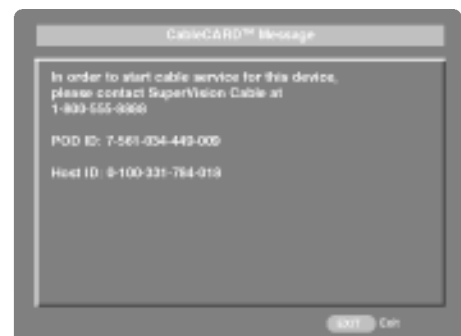 CableCARD™ Message
In order to start cable service for this device,
please contact SuperVision Cable at
1-800-555-8888
POD ID: 7-561-034-449-009
Host ID: 0-100-331-784-018
EXIT Exit